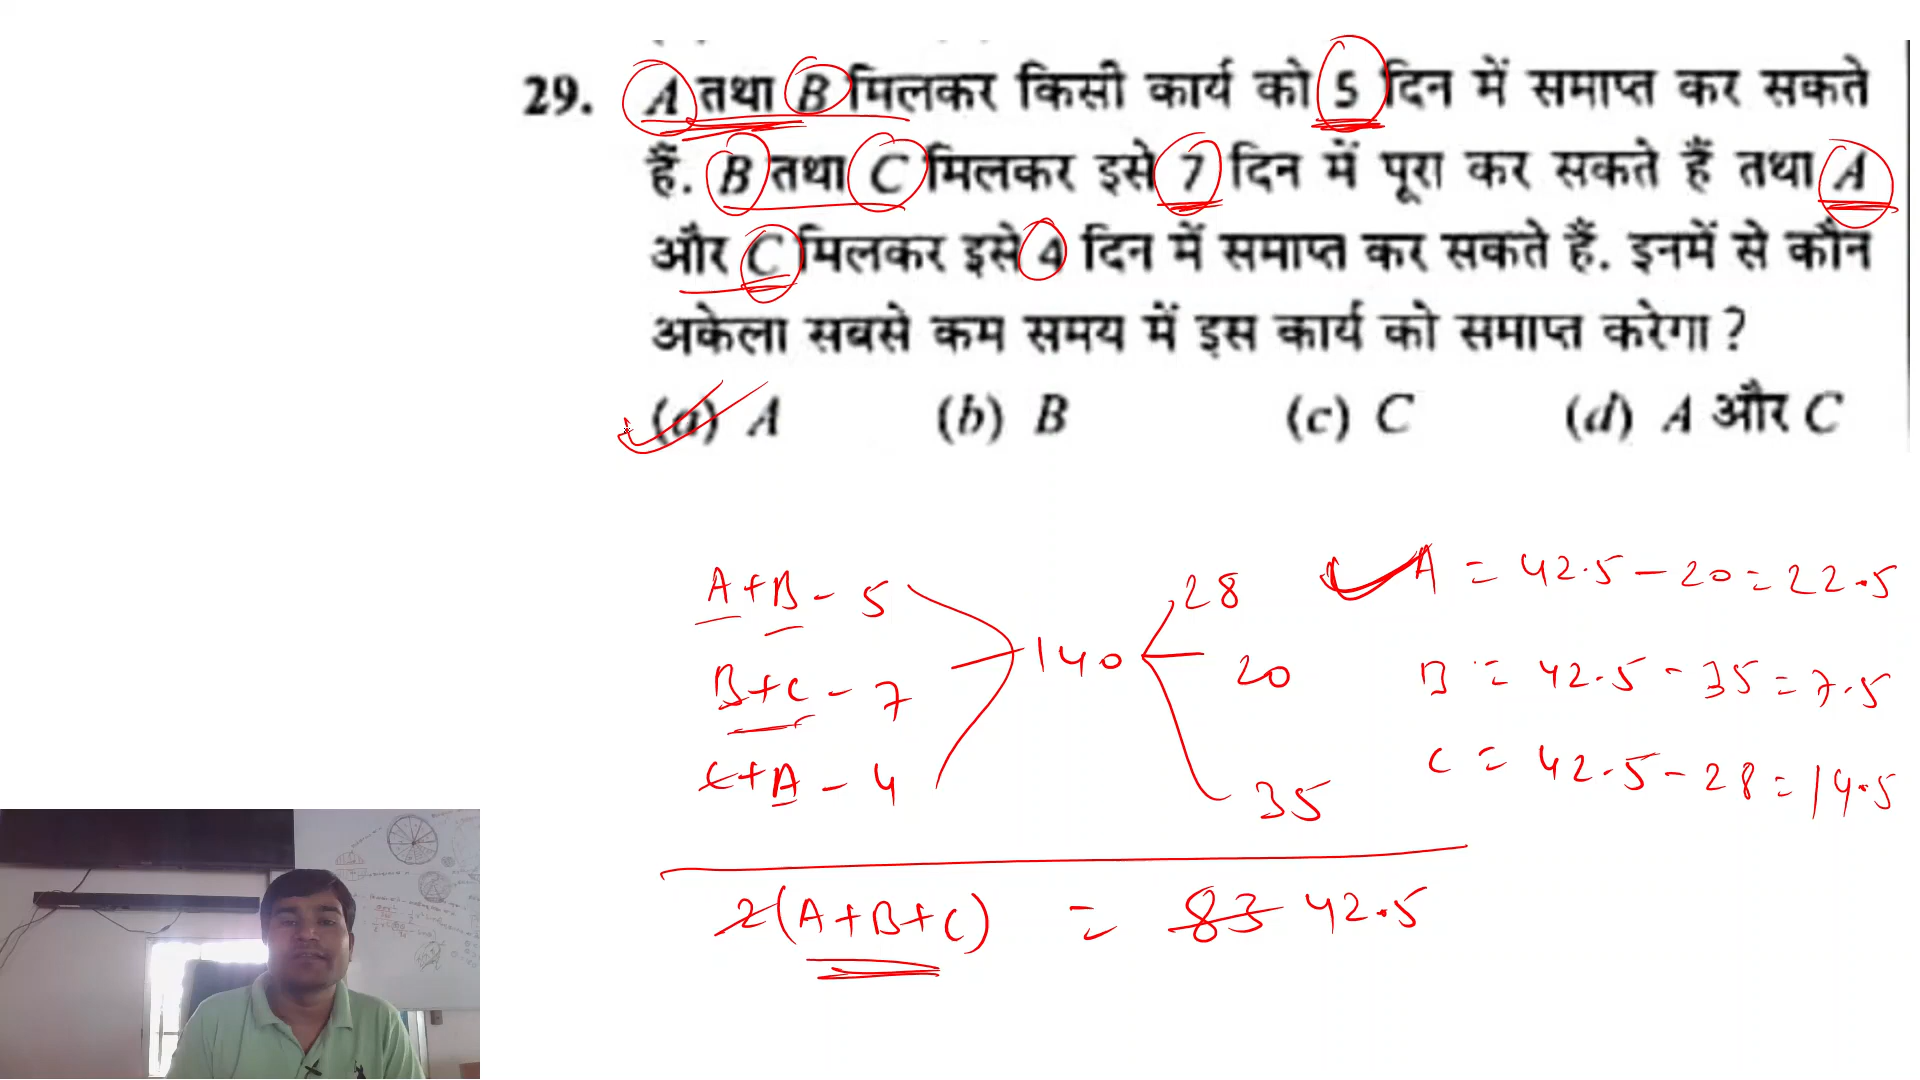 29. A तथा B मिलकर किसी कार्य को 5 दिन में समाप्त कर सकते
हैं. B तथा C मिलकर इसे 7 दिन में पूरा कर सकते हैं तथा A
और C मिलकर इसे 4 दिन में समाप्त कर सकते हैं. इनमें से कौन
अकेला सबसे कम समय में इस कार्य को समाप्त करेगा ?
(a) A (b) B (c) C (d) A और C
A+B - 5
B+C - 7
C+A - 4
140
28
20
35
2(A+B+C) = 83 42.5
A = 42.5 - 20 = 22.5
B = 42.5 - 35 = 7.5
C = 42.5 - 28 = 14.5